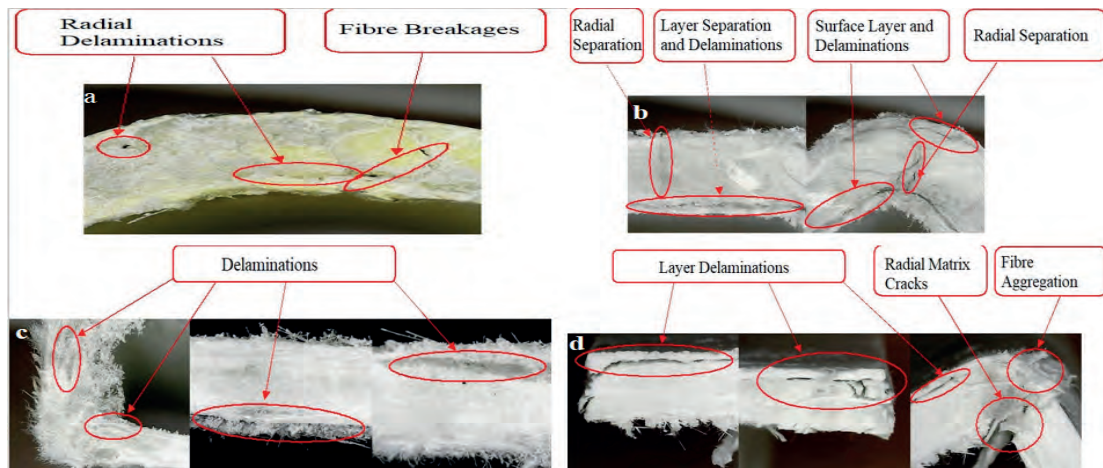 Radial
Delaminations
Fibre Breakages
a
Radial
Separation
Layer Separation
and Delaminations
Surface Layer and
Delaminations
Radial Separation
b
Delaminations
c
Layer Delaminations
Radial Matrix
Cracks
Fibre
Aggregation
d